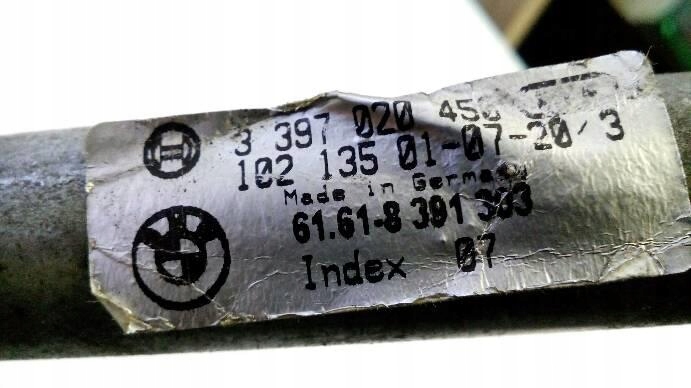 3 397 020 45
102 135 01-07-20/3
Made in Germany
61.61-8 391 333
Index 07